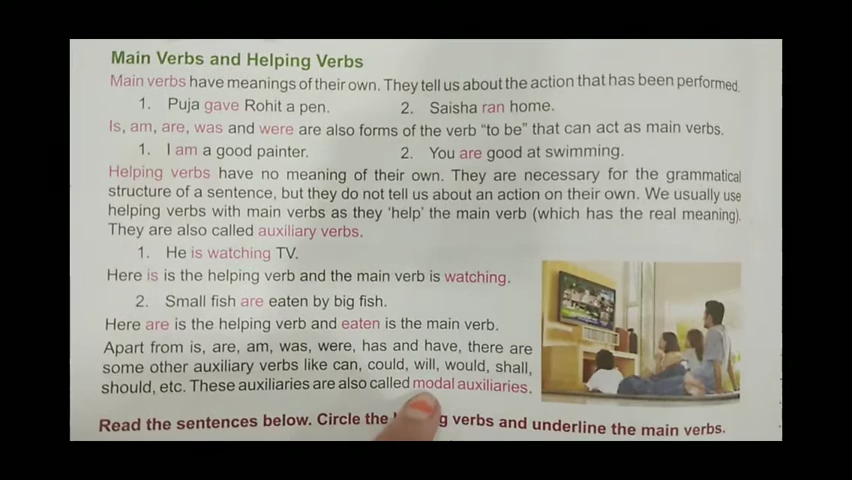 Main Verbs and Helping Verbs
Main verbs have meanings of their own. They tell us about the action that has been performed.
1. Puja gave Rohit a pen. 2. Saisha ran home.
Is, am, are, was and were are also forms of the verb “to be” that can act as main verbs.
1. I am a good painter. 2. You are good at swimming.
Helping verbs have no meaning of their own. They are necessary for the grammatical
structure of a sentence, but they do not tell us about an action on their own. We usually use
helping verbs with main verbs as they ‘help’ the main verb (which has the real meaning).
They are also called auxiliary verbs.
1. He is watching TV.
Here is is the helping verb and the main verb is watching.
2. Small fish are eaten by big fish.
Here are is the helping verb and eaten is the main verb.
Apart from is, are, am, was, were, has and have, there are
some other auxiliary verbs like can, could, will, would, shall,
should, etc. These auxiliaries are also called modal auxiliaries.
Read the sentences below. Circle the verbs and underline the main verbs.